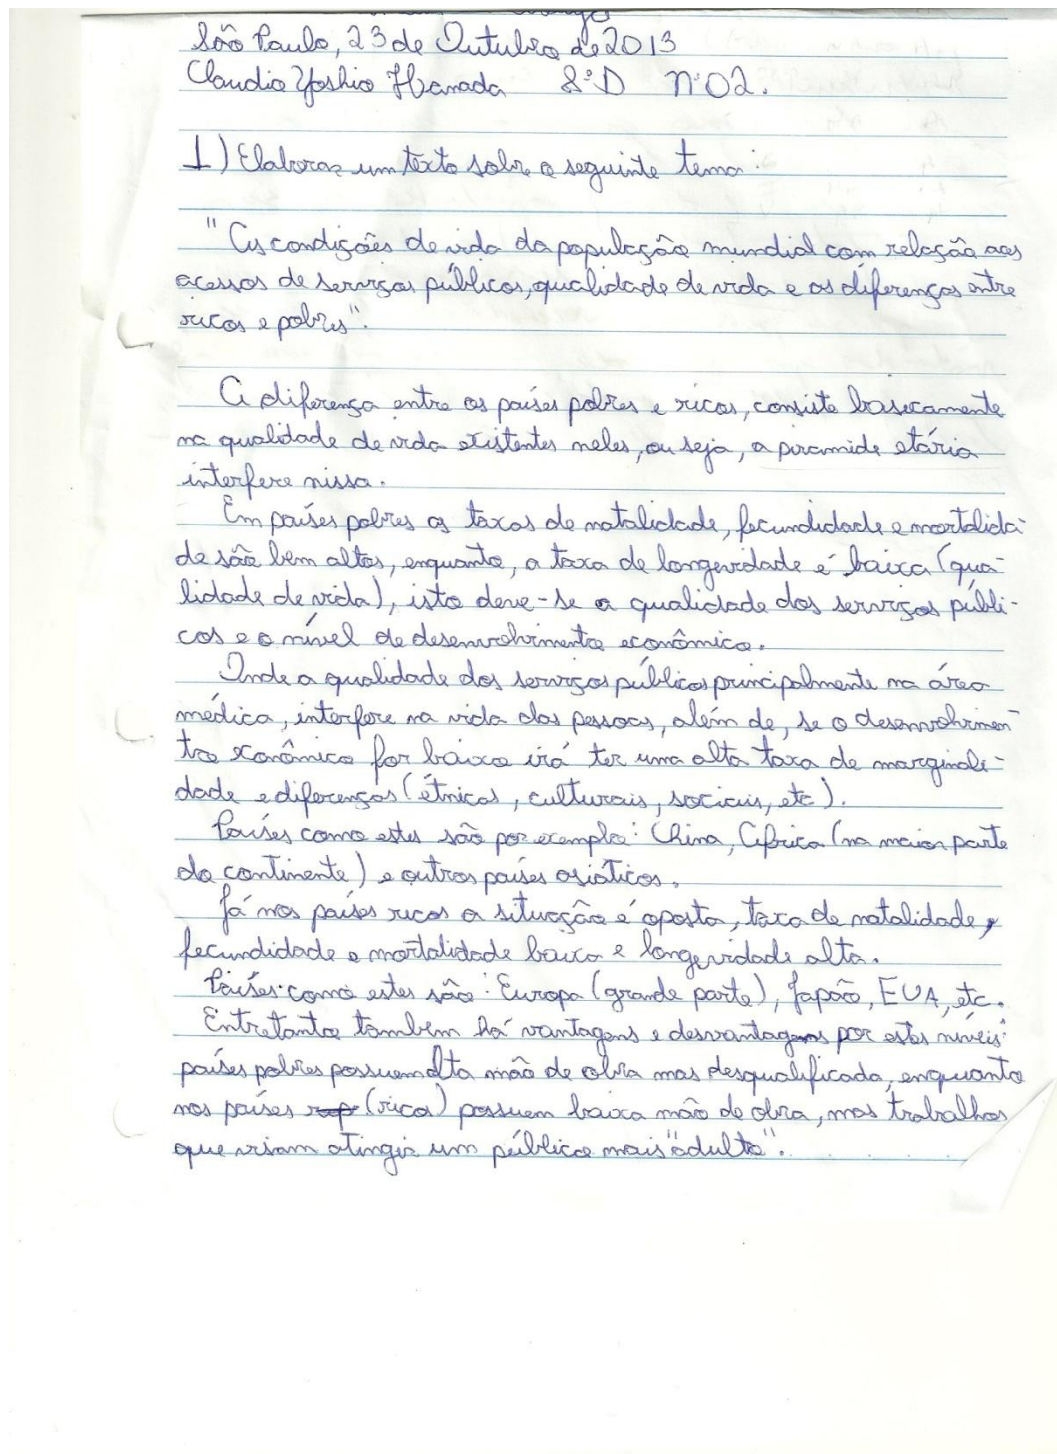 São Paulo, 23 de Outubro de 2013
Claudio Yoshio Hanada 8ºD Nº02.
1) Elaborar um texto sobre o seguinte tema:
"As condições de vida da população mundial com relação aos
acessos de serviços públicos, qualidade de vida e as diferenças entre
ricos e pobres".
A diferença entre os países pobres e ricos, consiste basicamente
na qualidade de vida existentes neles, ou seja, a piramide etária
interfere nissa.
Em países pobres as taxas de natalidade, fecundidade e mortalida-
de são bem altas, enquanto, a taxa de longevidade é baixa (qua-
lidade de vida), isto deve-se a qualidade dos serviços públi-
cos e o nível de desenvolvimento econômico.
Onde a qualidade dos serviços públicos principalmente na área
médica, interfere na vida das pessoas, além de, se o desenvolvimen-
to econômico for baixo irá ter uma alta taxa de marginali-
dade e diferenças (étnicas, culturais, sociais, etc).
Países como estes são por exemplo: China, África (na maior parte
do continente) e outros países asiáticos.
Já nos países ricos a situação é oposta, taxa de natalidade,
fecundidade e mortalidade baixa e longevidade alta.
Países como estes são: Europa (grande parte), Japão, EUA, etc.
Entretanto também há vantagens e desvantagens por estes níveis:
países pobres possuem alta mão de obra mas desqualificada, enquanto
nos países (ricos) possuem baixa mão de obra, mas trabalhos
que visam atingir um público mais "adulto".